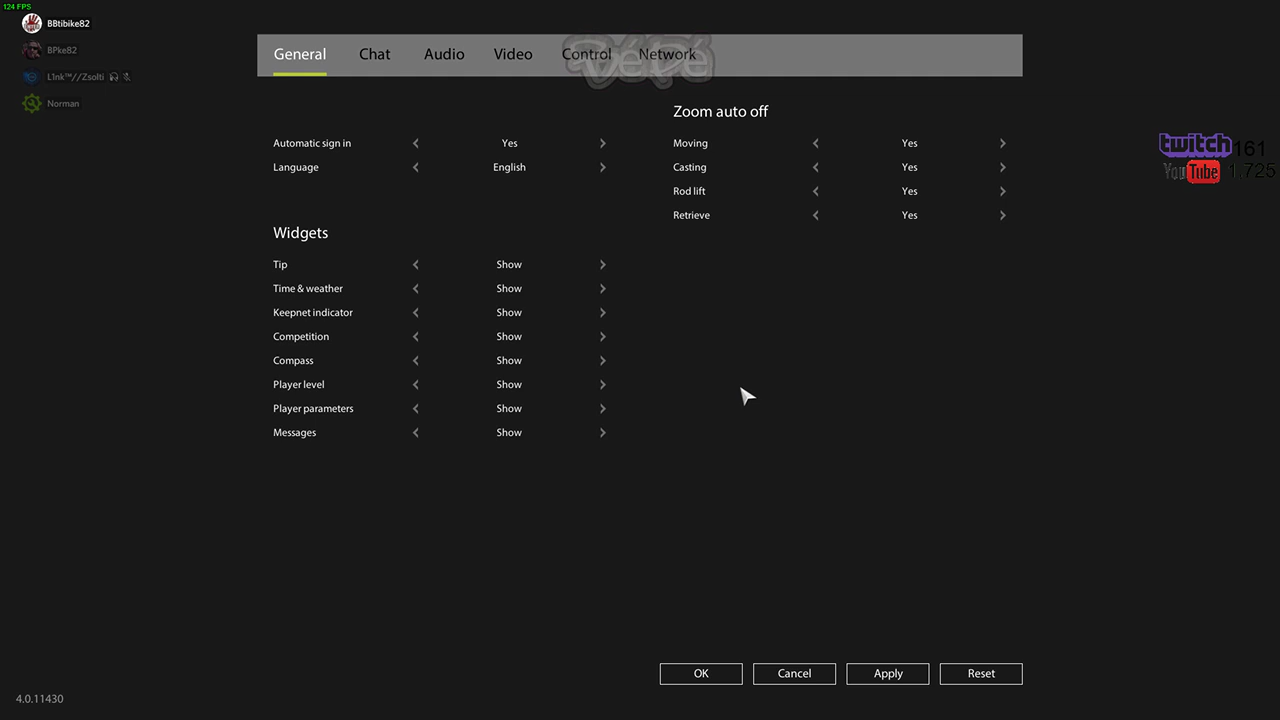 124 FPS
BBtibike82
BPke82
L1nk™//Zsolti
Norman
General Chat Audio Video Control Network
DéPé
twitch 161
YouTube 1.725
Automatic sign in Yes
Language English
Widgets
Tip Show
Time & weather Show
Keepnet indicator Show
Competition Show
Compass Show
Player level Show
Player parameters Show
Messages Show
Zoom auto off
Moving Yes
Casting Yes
Rod lift Yes
Retrieve Yes
OK Cancel Apply Reset
4.0.11430